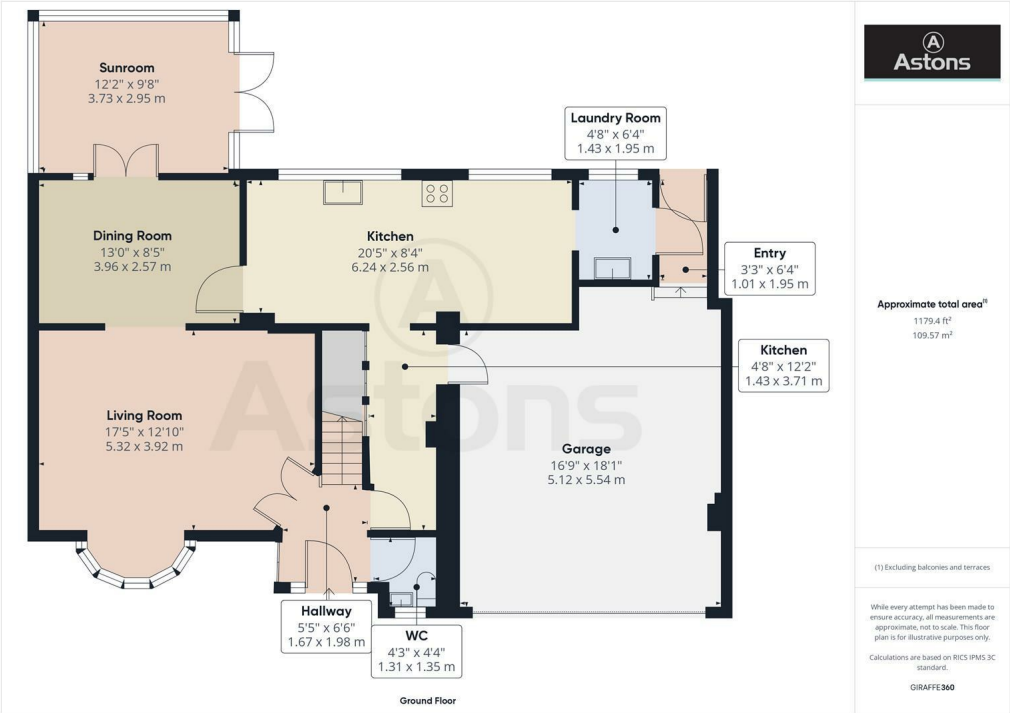 Sunroom
12'2" x 9'8"
3.73 x 2.95 m
Laundry Room
4'8" x 6'4"
1.43 x 1.95 m
Dining Room
13'0" x 8'5"
3.96 x 2.57 m
Kitchen
20'5" x 8'4"
6.24 x 2.56 m
Entry
3'3" x 6'4"
1.01 x 1.95 m
Kitchen
4'8" x 12'2"
1.43 x 3.71 m
Living Room
17'5" x 12'10"
5.32 x 3.92 m
Garage
16'9" x 18'1"
5.12 x 5.54 m
Hallway
5'5" x 6'6"
1.67 x 1.98 m
WC
4'3" x 4'4"
1.31 x 1.35 m
A
Astons
Ground Floor
A
Astons
Approximate total area(1)
1179.4 ft²
109.57 m²
(1) Excluding balconies and terraces
While every attempt has been made to
ensure accuracy, all measurements are
approximate, not to scale. This floor
plan is for illustrative purposes only.
Calculations are based on RICS IPMS 3C
standard.
GIRAFFE360